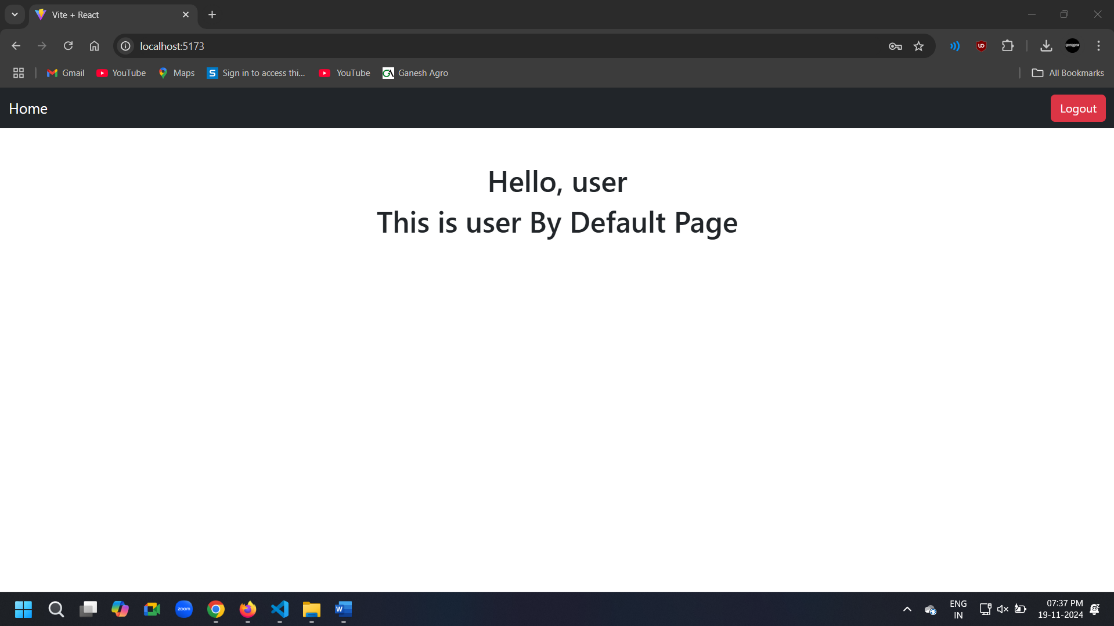 Vite + React
localhost:5173
Gmail
YouTube
Maps
Sign in to access thi...
YouTube
Ganesh Agro
All Bookmarks
Home
Logout
Hello, user
This is user By Default Page
zoom
ENG
IN
07:37 PM
19-11-2024